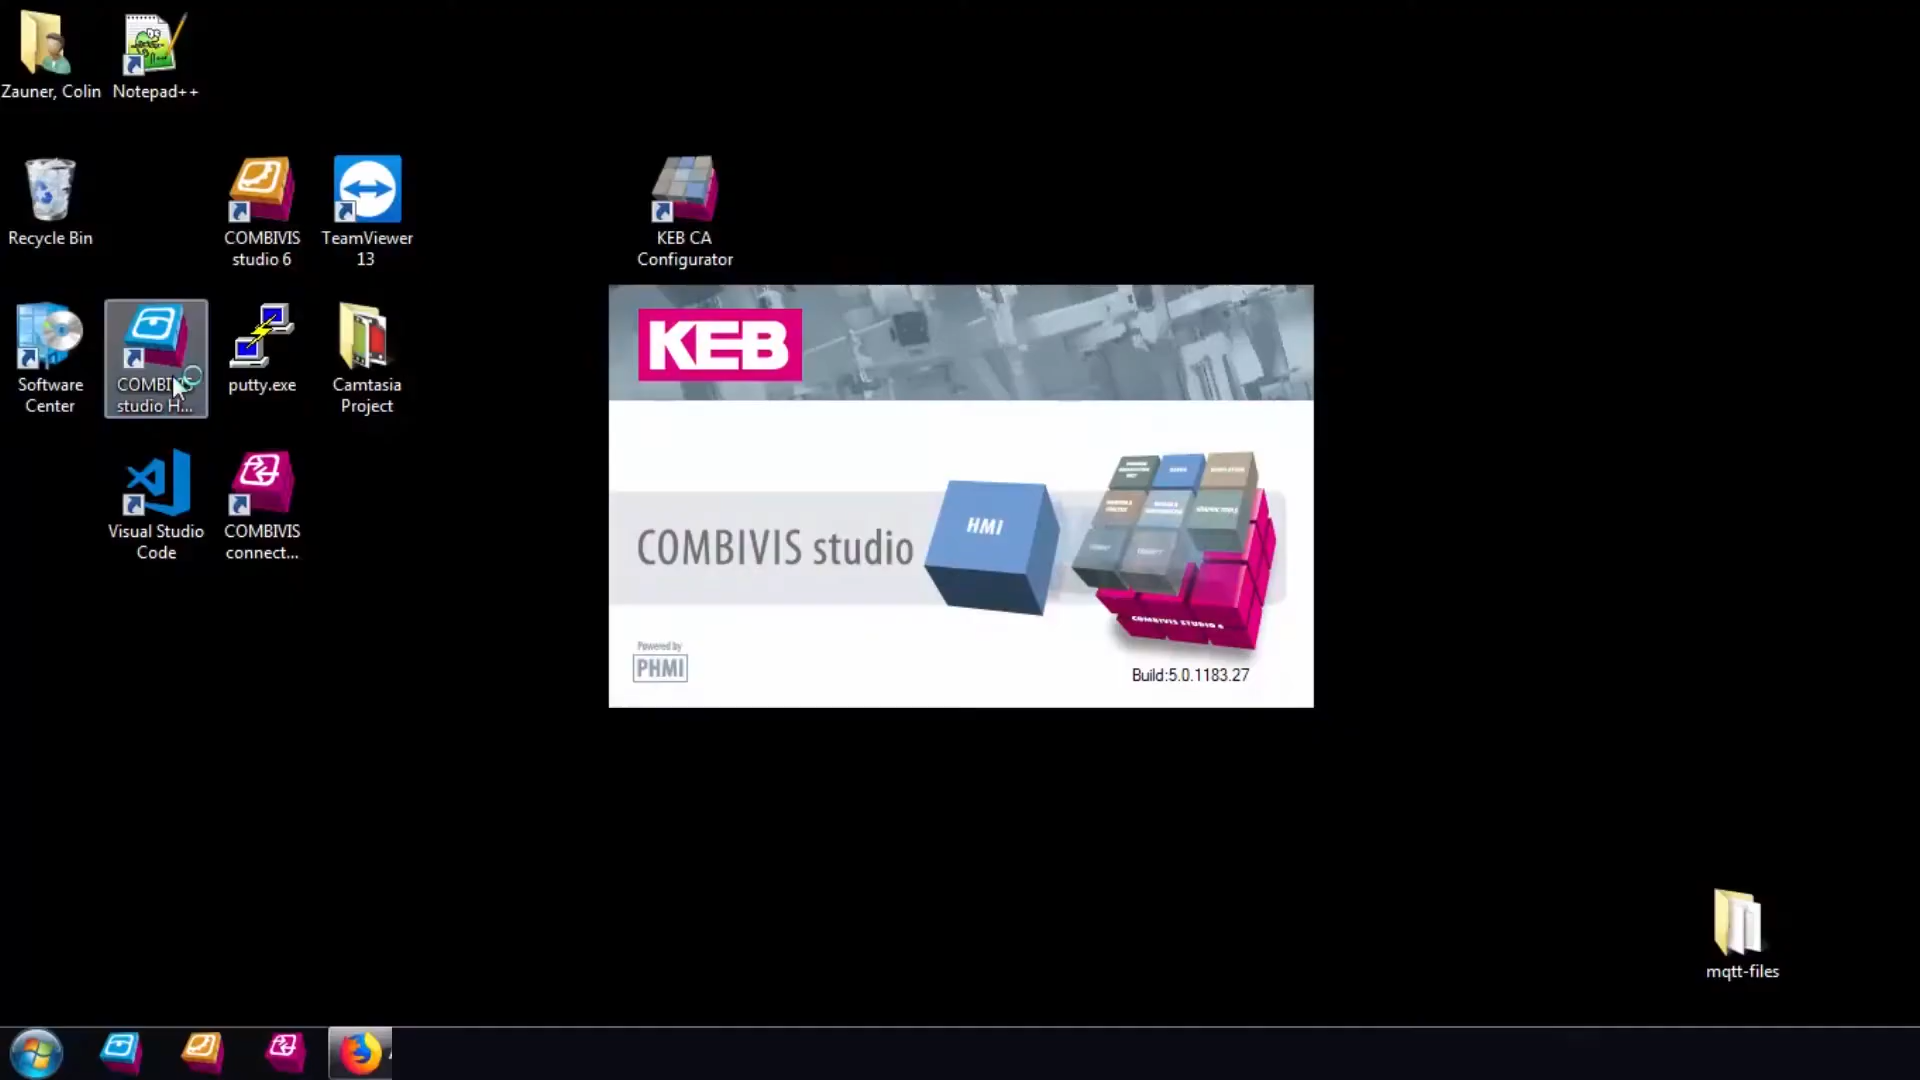 Zauner, Colin
Notepad++
Recycle Bin
COMBIVIS
studio 6
TeamViewer
13
KEB CA
Configurator
Software
Center
studio H...
putty.exe
Camtasia
Project
Visual Studio
Code
COMBIVIS
connect...
KEB
COMBIVIS studio
HMI
COMBIVIS STUDIO 6
Powered by
PHMI
Build:5.0.1183.27
mqtt-files